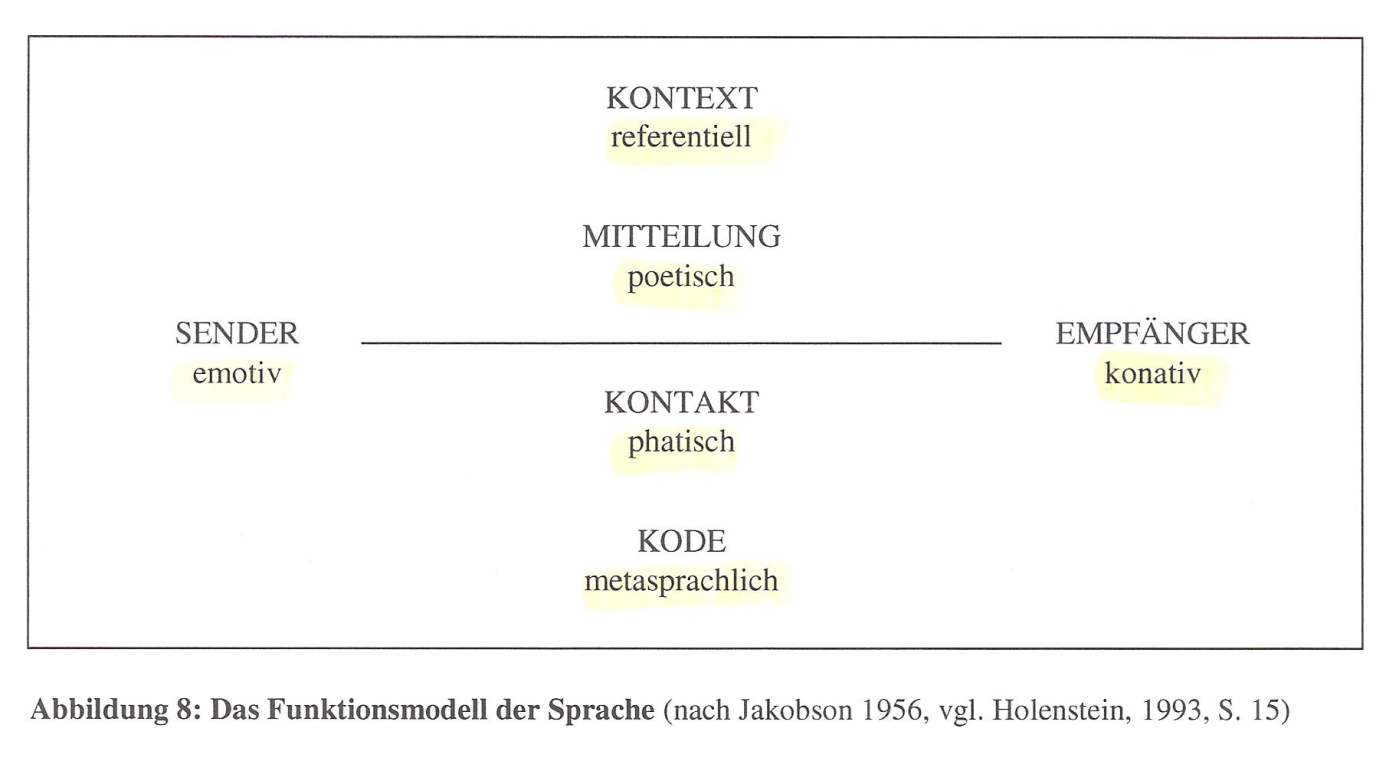 KONTEXT
referentiell
MITTEILUNG
poetisch
SENDER EMPFÄNGER
emotiv konativ
KONTAKT
phatisch
KODE
metasprachlich
Abbildung 8: Das Funktionsmodell der Sprache (nach Jakobson 1956, vgl. Holenstein, 1993, S. 15)